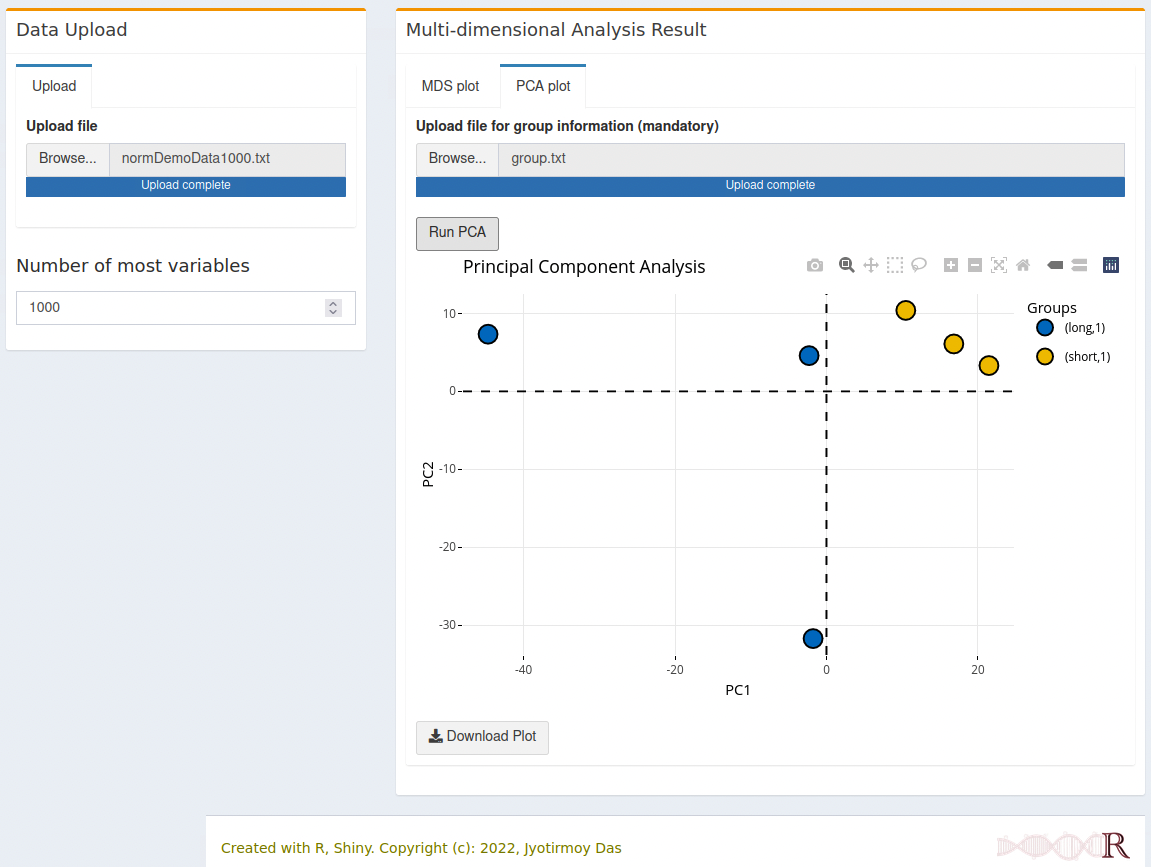 Data Upload
Upload
Upload file
Browse... normDemoData1000.txt
Upload complete
Number of most variables
1000
Multi-dimensional Analysis Result
MDS plot PCA plot
Upload file for group information (mandatory)
Browse... group.txt
Upload complete
Run PCA
Principal Component Analysis
Groups
(long,1)
(short,1)
10
0
-10
-20
-30
PC2
-40 -20 0 20
PC1
Download Plot
Created with R, Shiny. Copyright (c): 2022, Jyotirmoy Das
R